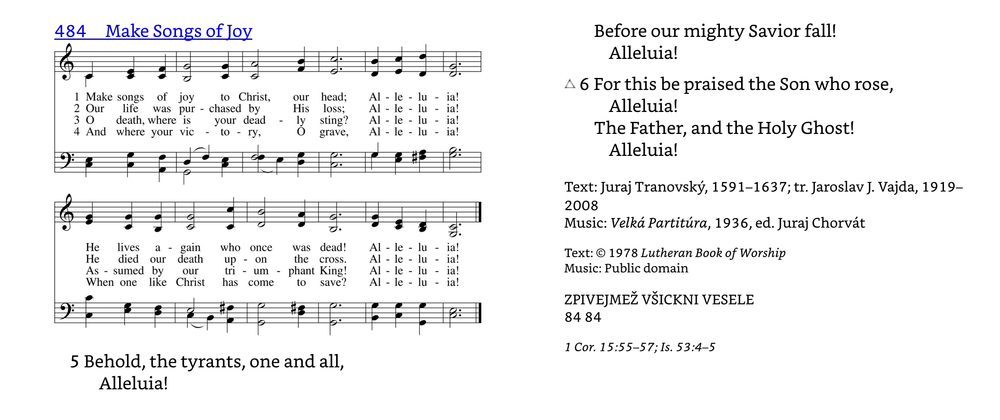 484 Make Songs of Joy
1 Make songs of joy to Christ, our head; Al - le - lu - ia!
2 Our life was pur - chased by His loss; Al - le - lu - ia!
3 O death, where is your dead - ly sting? Al - le - lu - ia!
4 And where your vic - to - ry, O grave, Al - le - lu - ia!
He lives a - gain who once was dead! Al - le - lu - ia!
He died our death up - on the cross. Al - le - lu - ia!
As - sumed by our tri - um - phant King! Al - le - lu - ia!
When one like Christ has come to save? Al - le - lu - ia!
5 Behold, the tyrants, one and all,
Alleluia!
Before our mighty Savior fall!
Alleluia!
△ 6 For this be praised the Son who rose,
Alleluia!
The Father, and the Holy Ghost!
Alleluia!
Text: Juraj Tranovský, 1591–1637; tr. Jaroslav J. Vajda, 1919–
2008
Music: Velká Partitúra, 1936, ed. Juraj Chorvát
Text: © 1978 Lutheran Book of Worship
Music: Public domain
ZPIVEJMEŽ VŠICKNI VESELE
84 84
1 Cor. 15:55–57; Is. 53:4–5